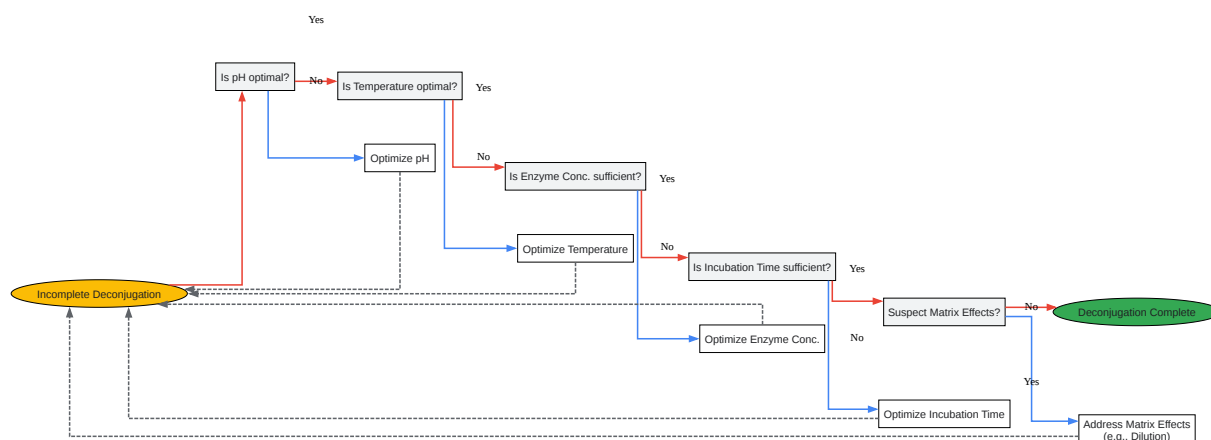 Yes
Is pH optimal?
No
Is Temperature optimal?
Yes
Optimize pH
No
Is Enzyme Conc. sufficient?
Yes
Optimize Temperature
No
Is Incubation Time sufficient?
Yes
Incomplete Deconjugation
Suspect Matrix Effects?
No
Deconjugation Complete
Optimize Enzyme Conc.
No
Yes
Optimize Incubation Time
Address Matrix Effects
(e.g., Dilution)